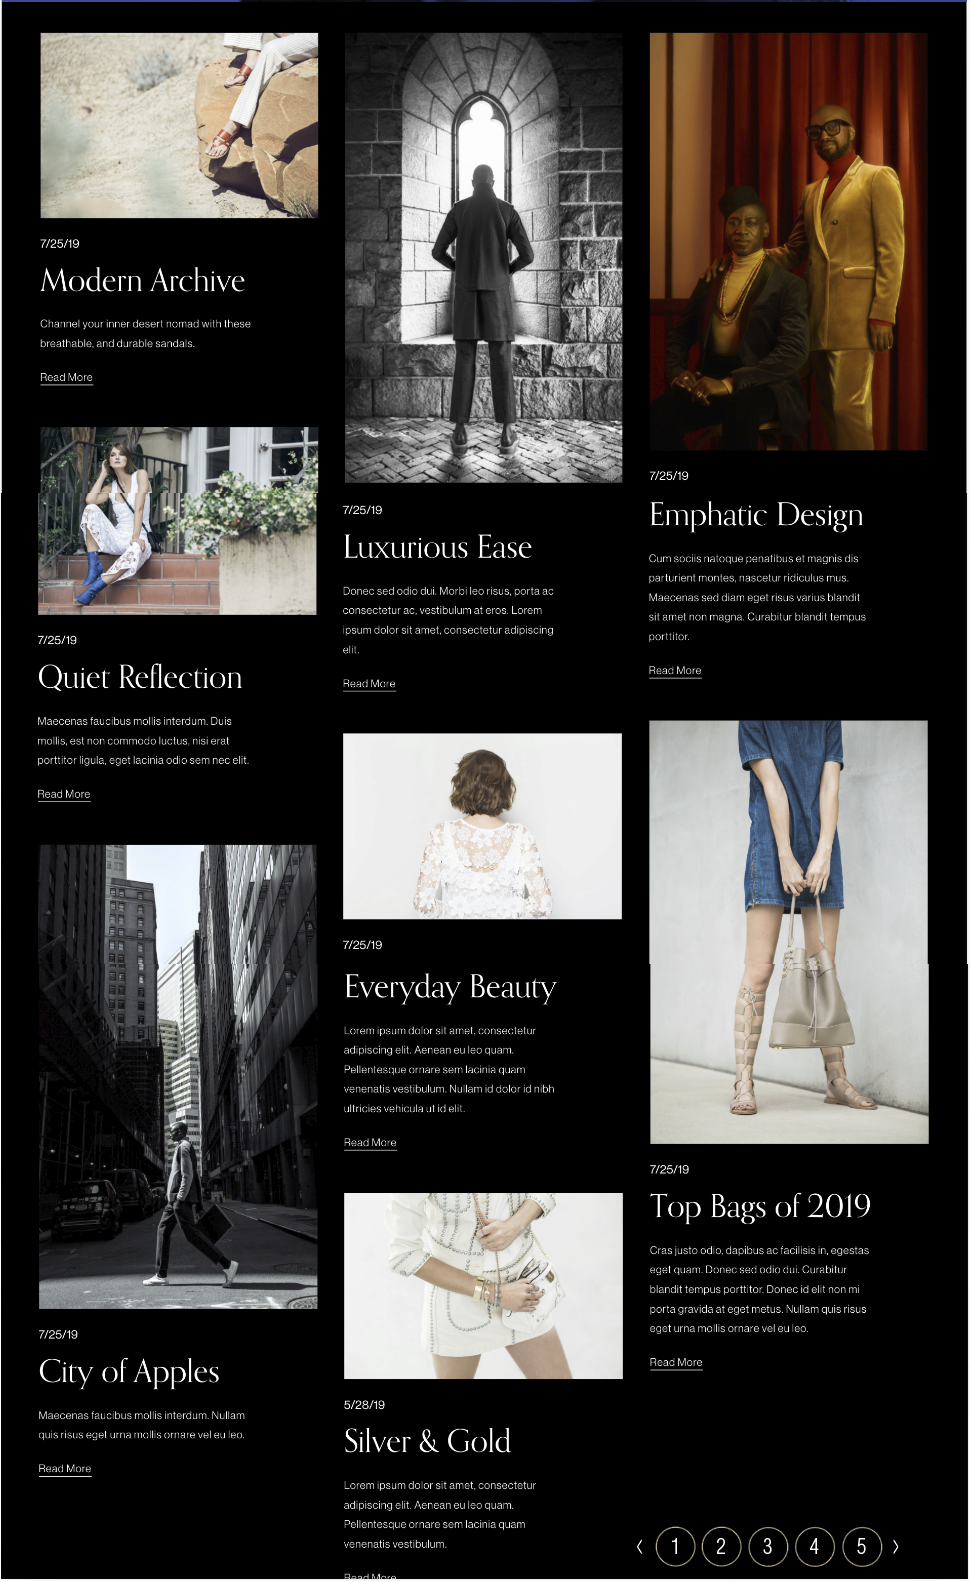 7/25/19
Modern Archive
Channel your inner desert nomad with these
breathable, and durable sandals.
Read More
7/25/19
Quiet Reflection
Maecenas faucibus mollis interdum. Duis
mollis, est non commodo luctus, nisi erat
porttitor ligula, eget lacinia odio sem nec elit.
Read More
7/25/19
City of Apples
Maecenas faucibus mollis interdum. Nullam
quis risus eget urna mollis ornare vel eu leo.
Read More
7/25/19
Luxurious Ease
Donec sed odio dui. Morbi leo risus, porta ac
consectetur ac, vestibulum at eros. Lorem
ipsum dolor sit amet, consectetur adipiscing
elit.
Read More
7/25/19
Everyday Beauty
Lorem ipsum dolor sit amet, consectetur
adipiscing elit. Aenean eu leo quam.
Pellentesque ornare sem lacinia quam
venenatis vestibulum. Nullam id dolor id nibh
ultricies vehicula ut id elit.
Read More
5/28/19
Silver & Gold
Lorem ipsum dolor sit amet, consectetur
adipiscing elit. Aenean eu leo quam.
Pellentesque ornare sem lacinia quam
venenatis vestibulum.
Read More
7/25/19
Emphatic Design
Cum sociis natoque penatibus et magnis dis
parturient montes, nascetur ridiculus mus.
Maecenas sed diam eget risus varius blandit
sit amet non magna. Curabitur blandit tempus
porttitor.
Read More
7/25/19
Top Bags of 2019
Cras justo odio, dapibus ac facilisis in, egestas
eget quam. Donec sed odio dui. Curabitur
blandit tempus porttitor. Donec id elit non mi
porta gravida at eget metus. Nullam quis risus
eget urna mollis ornare vel eu leo.
Read More
1 2 3 4 5